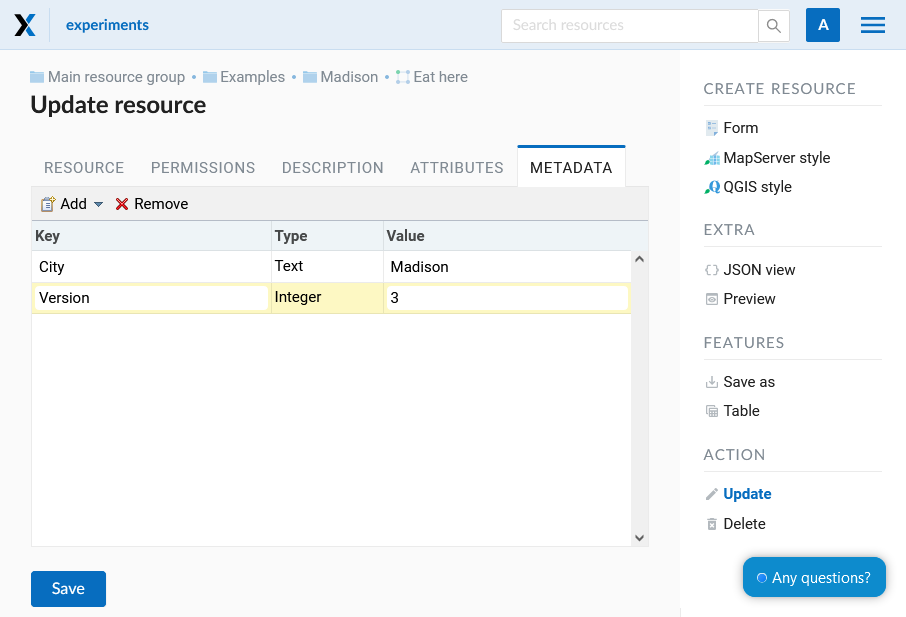 experiments
Search resources
A
Main resource group • Examples • Madison • Eat here
Update resource
RESOURCE PERMISSIONS DESCRIPTION ATTRIBUTES METADATA
Add Remove
Key Type Value
City Text Madison
Version Integer 3
Save
CREATE RESOURCE
Form
MapServer style
QGIS style
EXTRA
JSON view
Preview
FEATURES
Save as
Table
ACTION
Update
Delete
Any questions?